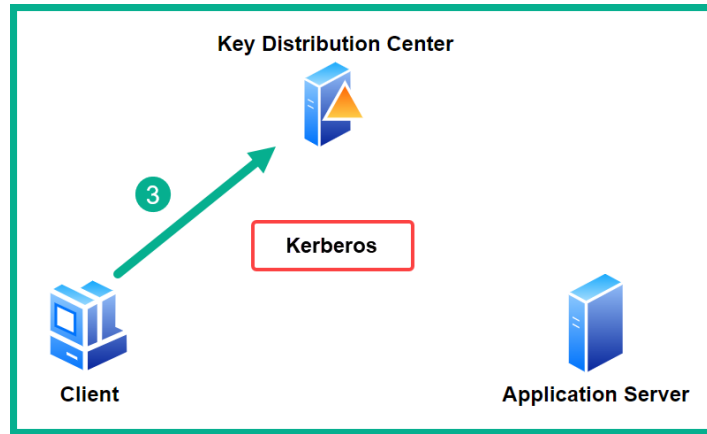 Key Distribution Center
3
Kerberos
Client
Application Server